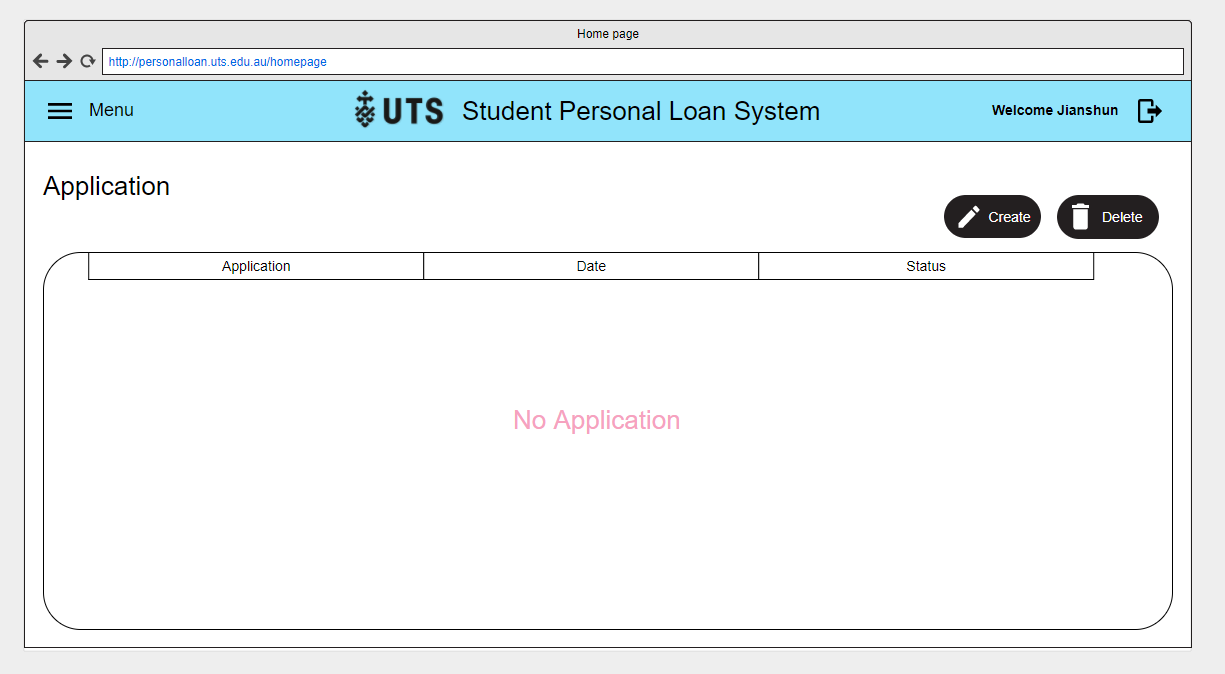 Home page
http://personalloan.uts.edu.au/homepage
Menu
UTS
Student Personal Loan System
Welcome Jianshun
Application
Create
Delete
Application
Date
Status
No Application